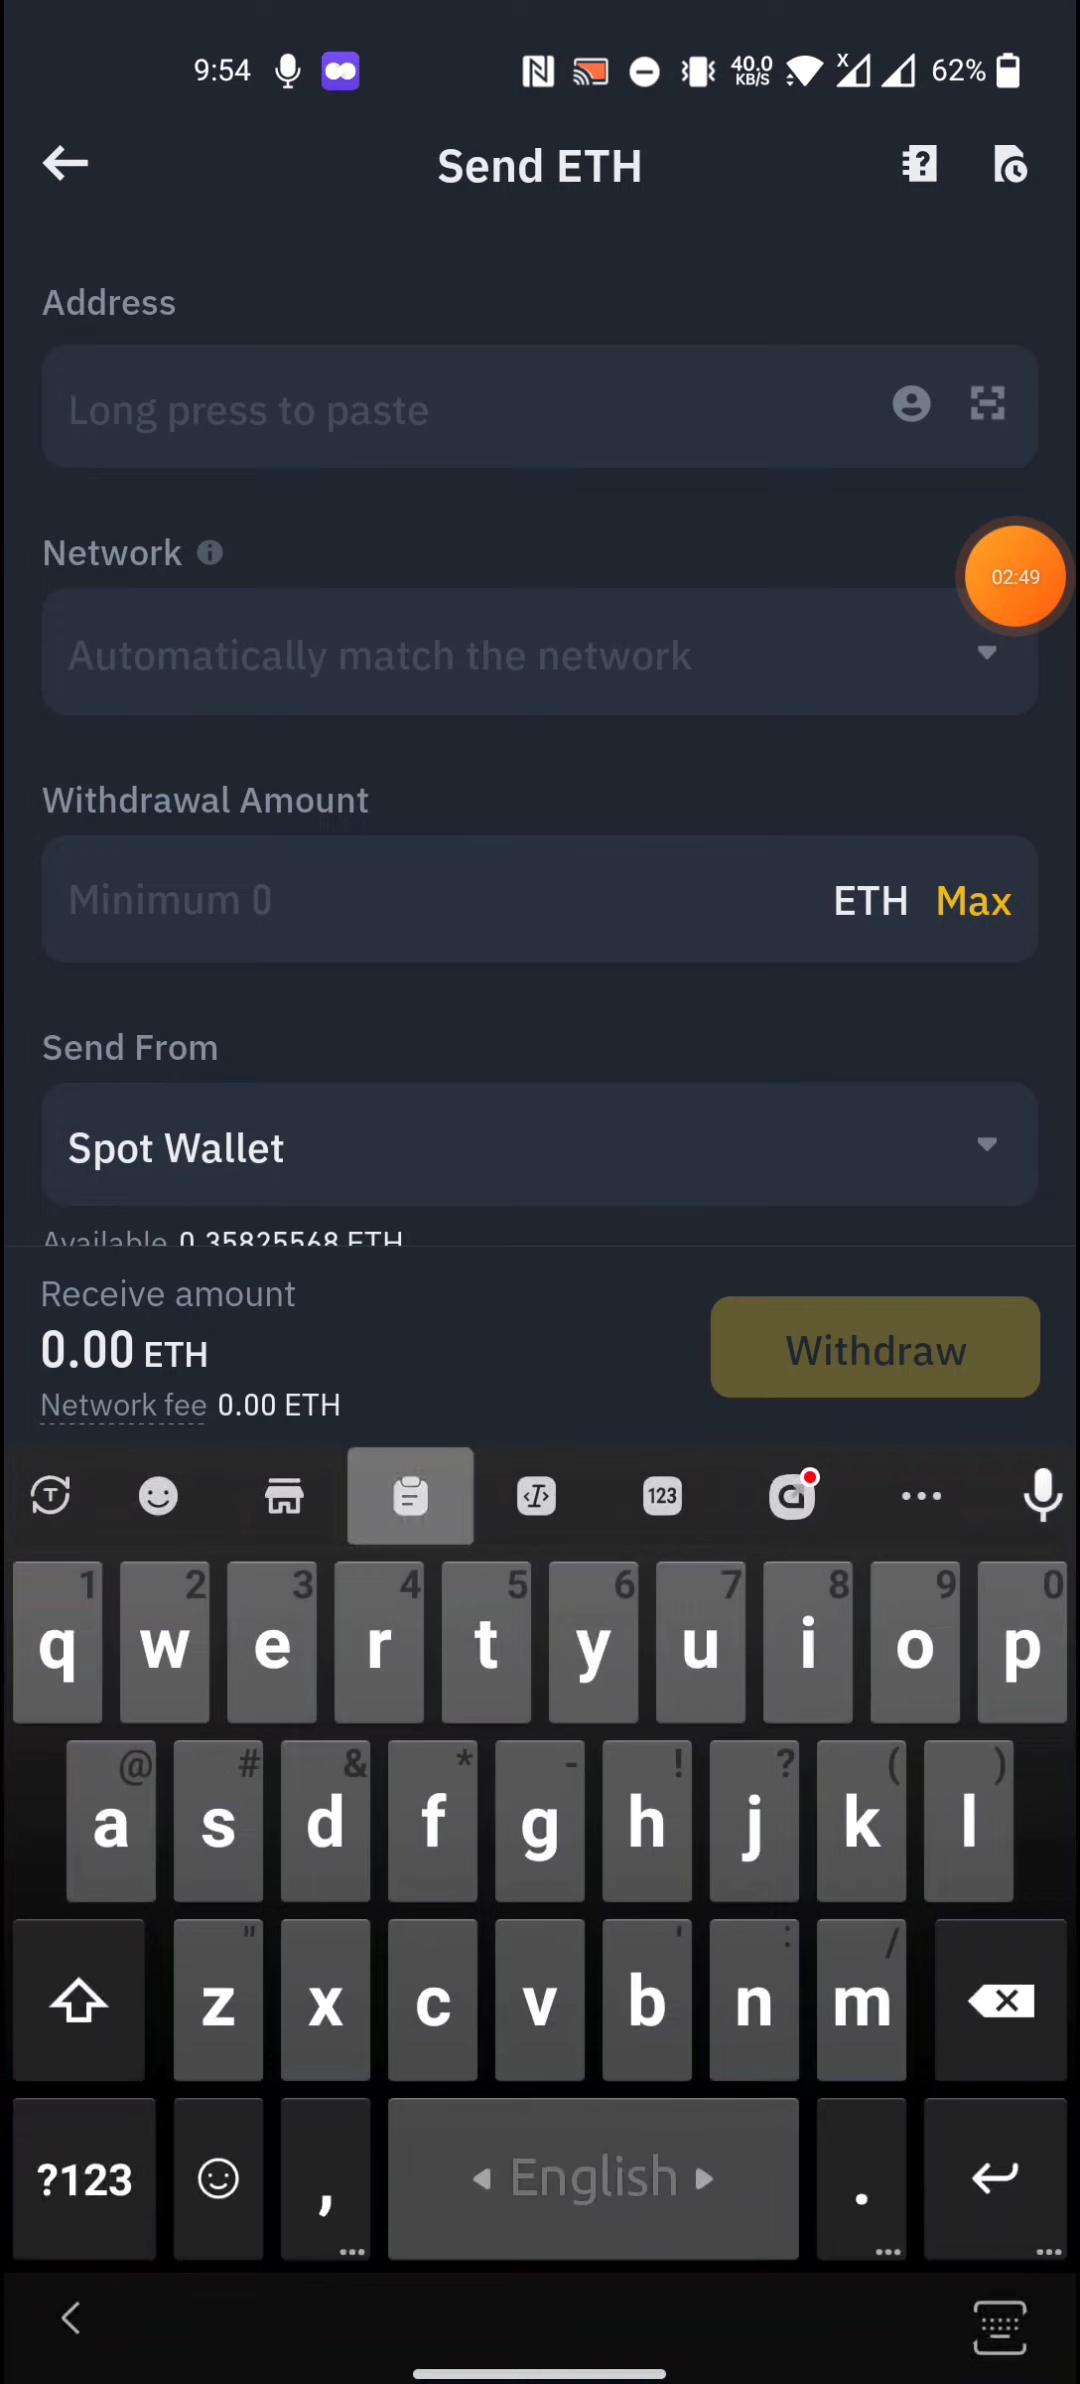 9:54 40.0 KB/S 62%
Send ETH
Address
Long press to paste
Network
02:49
Automatically match the network
Withdrawal Amount
Minimum 0 ETH Max
Send From
Spot Wallet
Available 0.35825568 ETH
Receive amount
0.00 ETH
Withdraw
Network fee 0.00 ETH
T 123
1 2 3 4 5 6 7 8 9 0
q w e r t y u i o p
@ # & * - ! ? ( )
a s d f g h j k l
" ' : /
z x c v b n m
?123 , English .